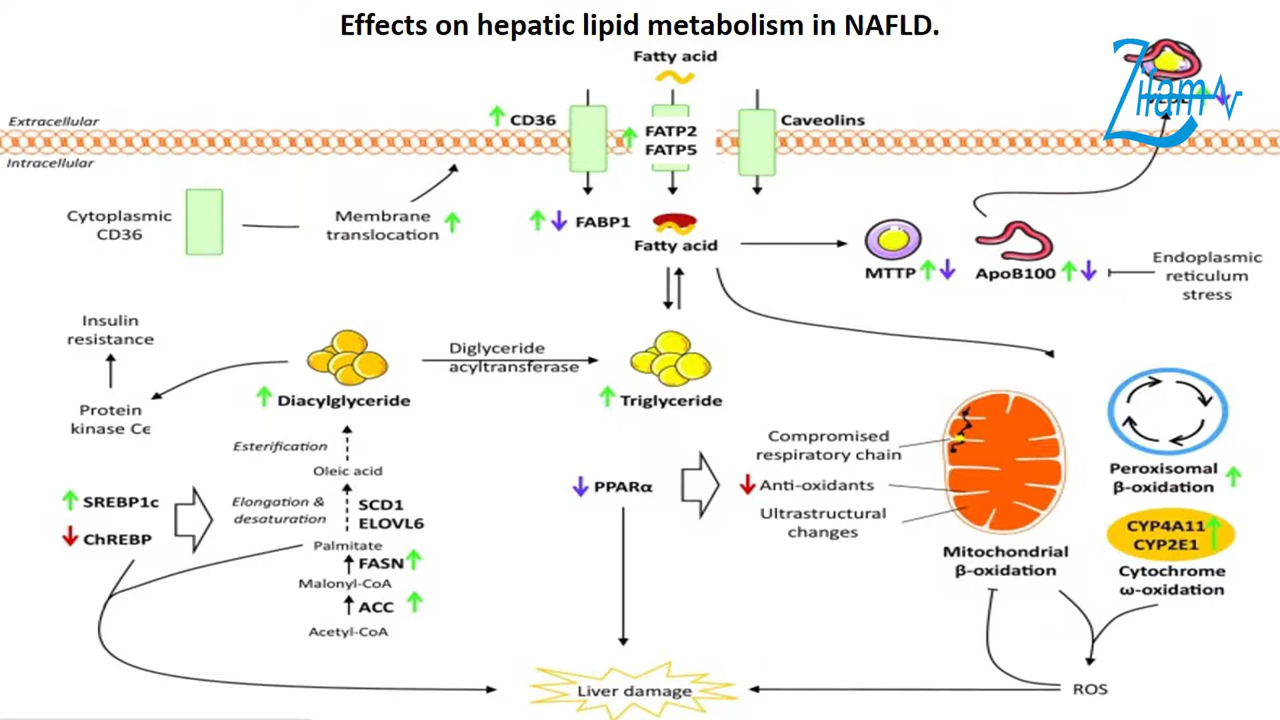 Effects on hepatic lipid metabolism in NAFLD.
Fatty acid
Extracellular
Intracellular
CD36
FATP2
FATP5
Caveolins
Zilam
Cytoplasmic
CD36
Membrane
translocation
FABP1
Fatty acid
MTTP
ApoB100
Endoplasmic
reticulum
stress
Insulin
resistance
Protein
kinase Cϵ
Diacylglyceride
Diglyceride
acyltransferase
Triglyceride
Esterification
Oleic acid
Elongation &
desaturation
SCD1
ELOVL6
Palmitate
FASN
Malonyl-CoA
ACC
Acetyl-CoA
SREBP1c
ChREBP
PPARα
Compromised
respiratory chain
Anti-oxidants
Ultrastructural
changes
Mitochondrial
β-oxidation
Peroxisomal
β-oxidation
CYP4A11
CYP2E1
Cytochrome
ω-oxidation
Liver damage
ROS